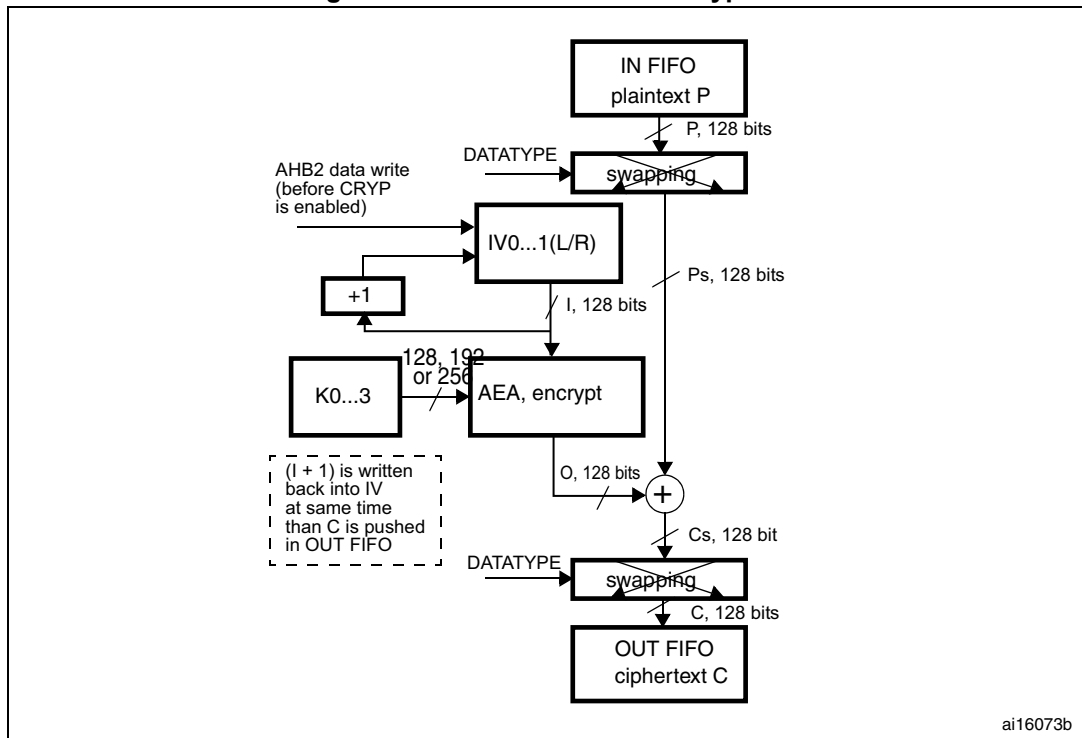 IN FIFO
plaintext P
P, 128 bits
DATATYPE
swapping
AHB2 data write
(before CRYP
is enabled)
IV0...1(L/R)
Ps, 128 bits
+1
I, 128 bits
128, 192
or 256
K0...3
AEA, encrypt
(I + 1) is written
back into IV
at same time
than C is pushed
in OUT FIFO
O, 128 bits
+
Cs, 128 bit
DATATYPE
swapping
C, 128 bits
OUT FIFO
ciphertext C
ai16073b